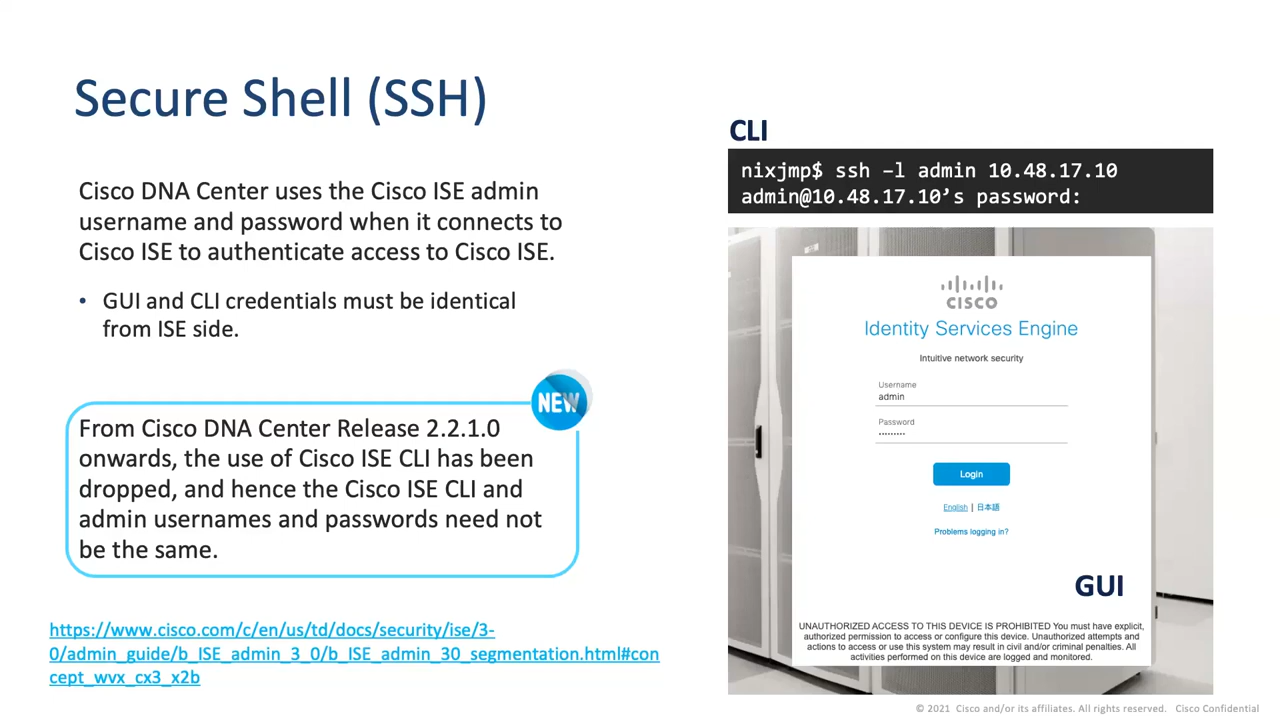 Secure Shell (SSH)
Cisco DNA Center uses the Cisco ISE admin
username and password when it connects to
Cisco ISE to authenticate access to Cisco ISE.
• GUI and CLI credentials must be identical
from ISE side.
NEW
From Cisco DNA Center Release 2.2.1.0
onwards, the use of Cisco ISE CLI has been
dropped, and hence the Cisco ISE CLI and
admin usernames and passwords need not
be the same.
https://www.cisco.com/c/en/us/td/docs/security/ise/3-
0/admin_guide/b_ISE_admin_3_0/b_ISE_admin_30_segmentation.html#con
cept_wvx_cx3_x2b
CLI
nixjmp$ ssh –l admin 10.48.17.10
admin@10.48.17.10’s password:
CISCO
Identity Services Engine
Intuitive network security
Username
admin
Password
•••••••••
Login
English | 日本語
Problems logging in?
GUI
UNAUTHORIZED ACCESS TO THIS DEVICE IS PROHIBITED You must have explicit,
authorized permission to access or configure this device. Unauthorized attempts and
actions to access or use this system may result in civil and/or criminal penalties. All
activities performed on this device are logged and monitored.
© 2021 Cisco and/or its affiliates. All rights reserved. Cisco Confidential